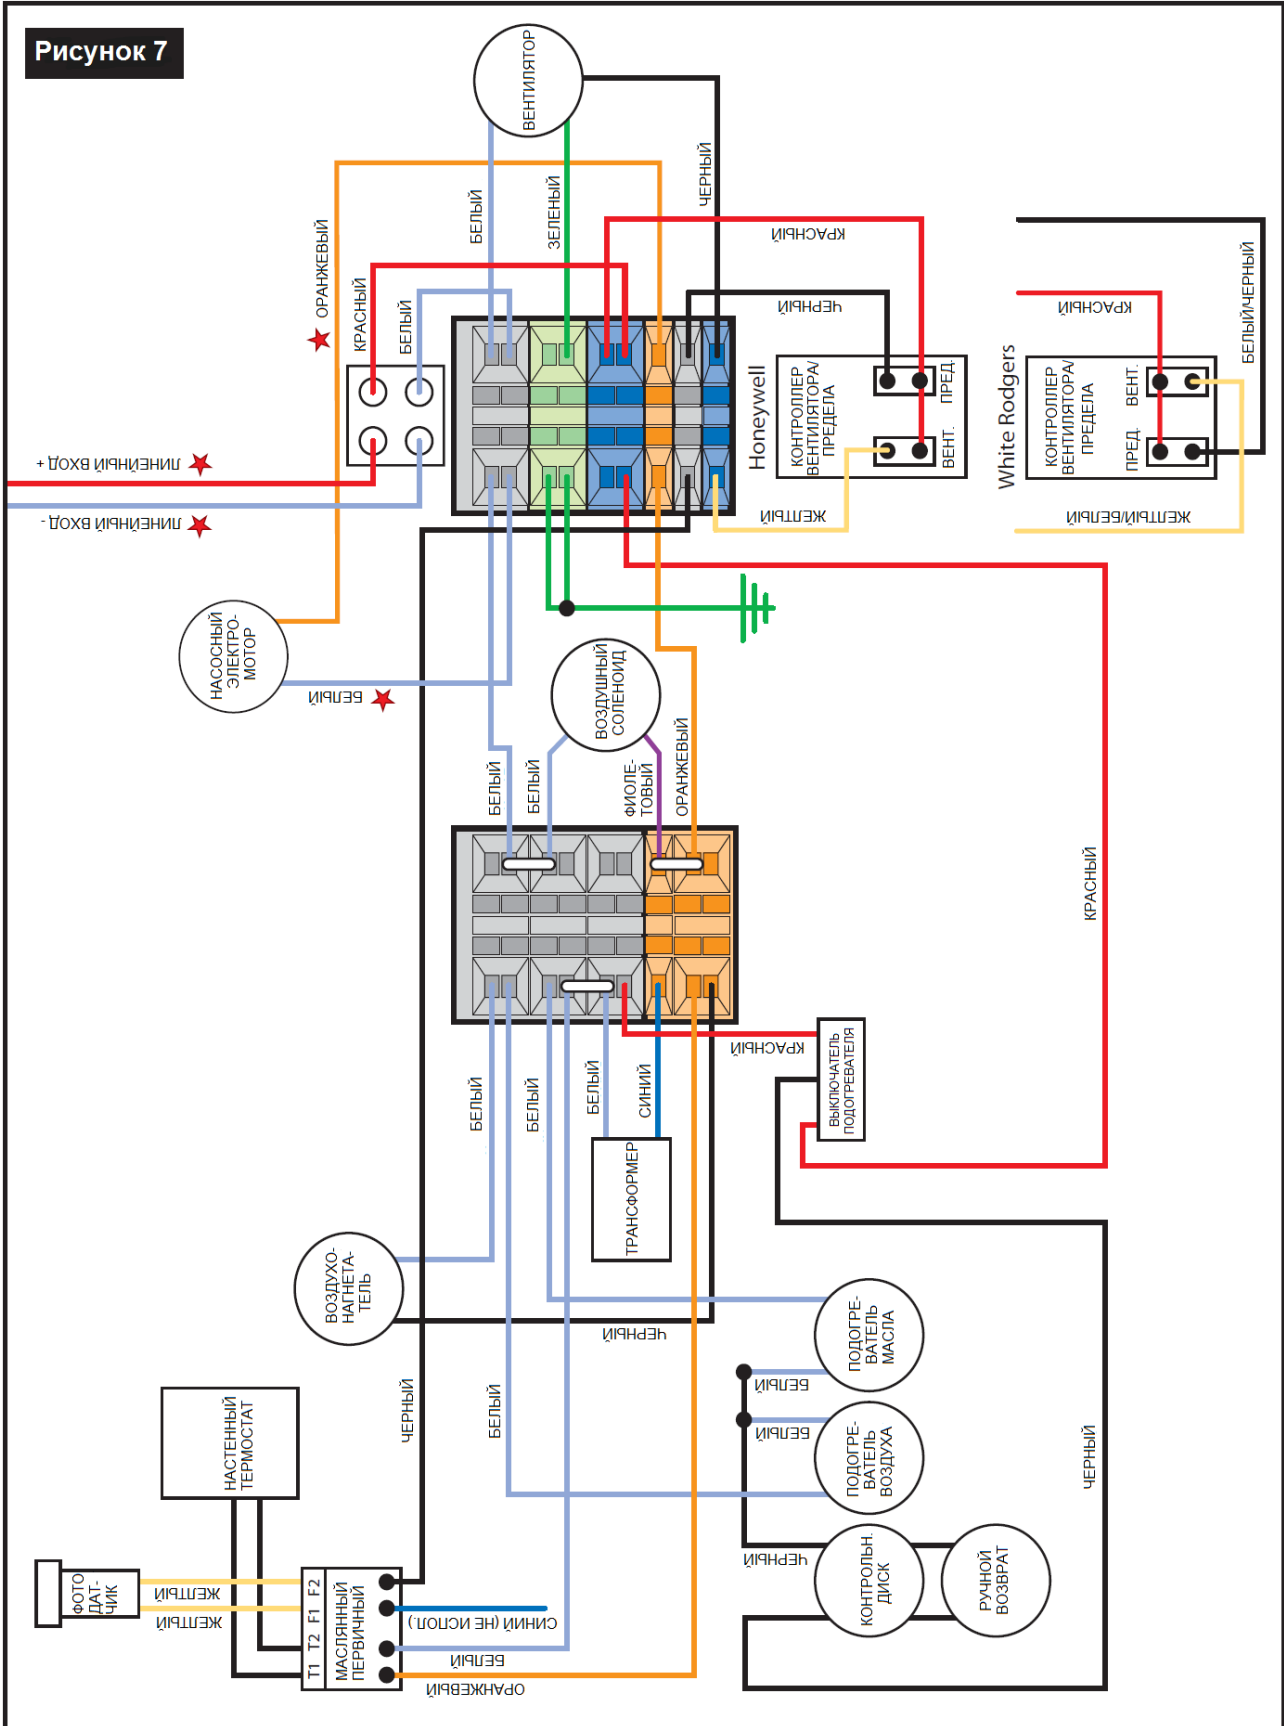 Рисунок 7
ВЕНТИЛЯТОР
ОРАНЖЕВЫЙ
КРАСНЫЙ
БЕЛЫЙ
БЕЛЫЙ
ЗЕЛЕНЫЙ
ЧЕРНЫЙ
КРАСНЫЙ
ЧЕРНЫЙ
КРАСНЫЙ
БЕЛЫЙ/ЧЕРНЫЙ
ЛИНЕЙНЫЙ ВХОД +
ЛИНЕЙНЫЙ ВХОД -
Honeywell
КОНТРОЛЛЕР
ВЕНТИЛЯТОРА/
ПРЕДЕЛА
ПРЕД.
ВЕНТ.
White Rodgers
КОНТРОЛЛЕР
ВЕНТИЛЯТОРА/
ПРЕДЕЛА
ВЕНТ.
ПРЕД.
ЖЕЛТЫЙ
ЖЕЛТЫЙ/БЕЛЫЙ
НАСОСНЫЙ
ЭЛЕКТРО-
МОТОР
БЕЛЫЙ
ВОЗДУШНЫЙ
СОЛЕНОИД
БЕЛЫЙ
БЕЛЫЙ
ФИОЛЕ-
ТОВЫЙ
ОРАНЖЕВЫЙ
КРАСНЫЙ
КРАСНЫЙ
ВЫКЛЮЧАТЕЛЬ
ПОДОГРЕВАТЕЛЯ
БЕЛЫЙ
БЕЛЫЙ
БЕЛЫЙ
СИНИЙ
ТРАНСФОРМЕР
ВОЗДУХО-
НАГНЕТА-
ТЕЛЬ
ЧЕРНЫЙ
ПОДОГРЕ-
ВАТЕЛЬ
МАСЛА
БЕЛЫЙ
БЕЛЫЙ
ПОДОГРЕ-
ВАТЕЛЬ
ВОЗДУХА
НАСТЕННЫЙ
ТЕРМОСТАТ
ЧЕРНЫЙ
БЕЛЫЙ
ЧЕРНЫЙ
ЧЕРНЫЙ
КОНТРОЛЬН.
ДИСК
РУЧНОЙ
ВОЗВРАТ
ФОТО
ДАТ-
ЧИК
ЖЕЛТЫЙ
ЖЕЛТЫЙ
T1 T2 F1 F2
МАСЛЯННЫЙ
ПЕРВИЧНЫЙ
СИНИЙ (НЕ ИСПОЛ.)
БЕЛЫЙ
ОРАНЖЕВЫЙ